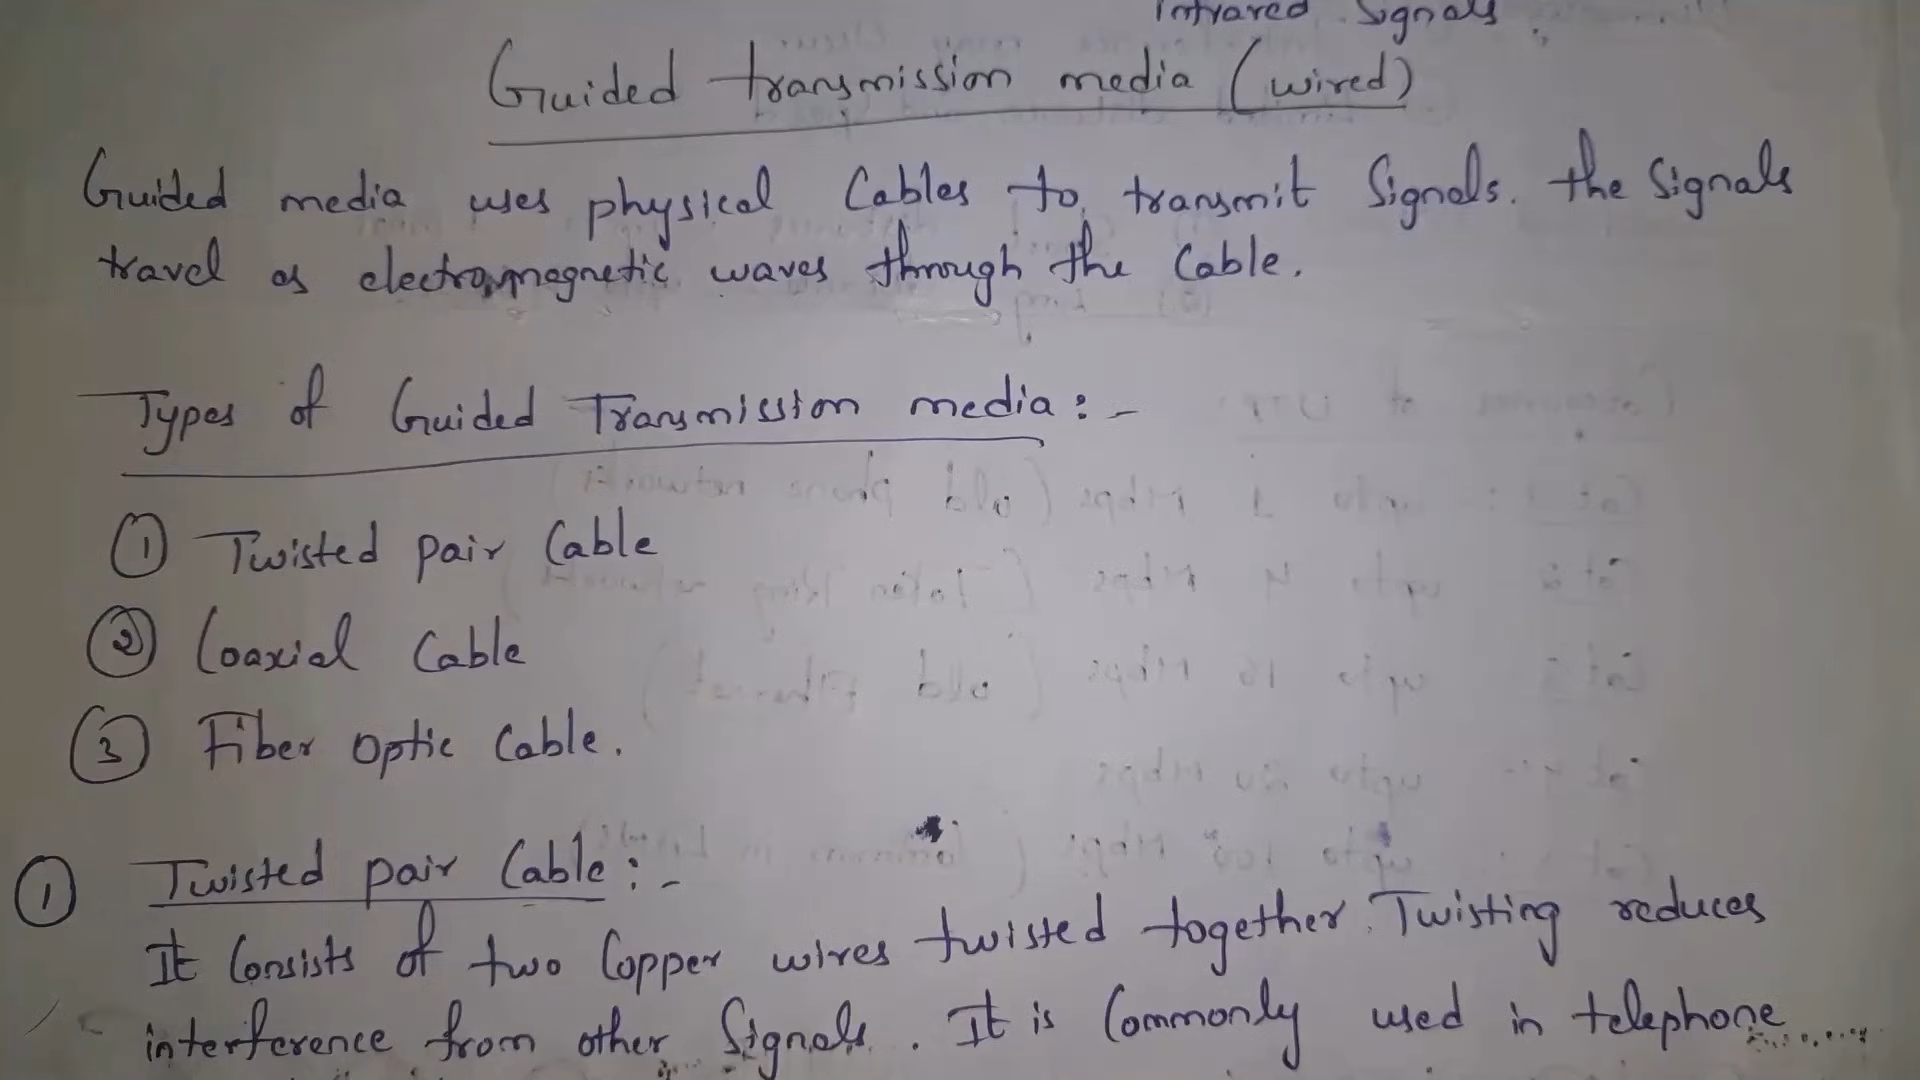 Infrared Signals
Guided transmission media (wired)
Guided media uses physical Cables to transmit Signals. the Signals
travel as electromagnetic waves through the Cable.
Types of Guided Transmission media :-
① Twisted pair Cable
② Coaxial Cable
③ Fiber Optic Cable.
① Twisted pair Cable :-
It Consists of two Copper wires twisted together. Twisting reduces
interference from other Signals. It is Commonly used in telephone